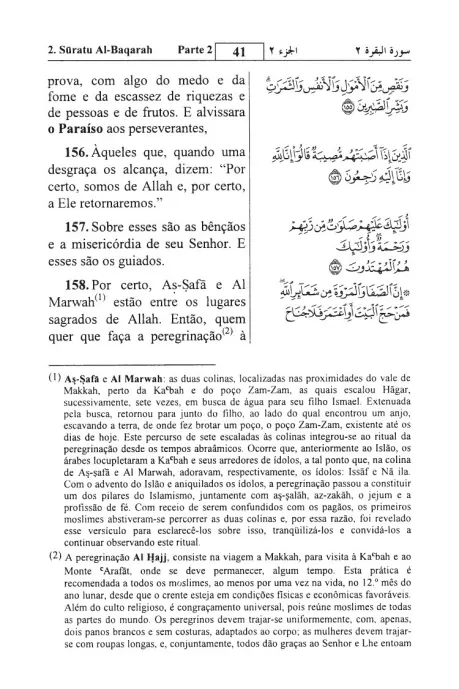 2. Sūratu Al-Baqarah Parte 2 41 الجزء ٢ سورة البقرة ٢
prova, com algo do medo e da
fome e da escassez de riquezas e
de pessoas e de frutos. E alvissara
o Paraíso aos perseverantes,
وَنَقْصٍ مِّنَ ٱلْأَمْوَٰلِ وَٱلْأَنفُسِ وَٱلثَّمَرَٰتِۗ
وَبَشِّرِ ٱلصَّٰبِرِينَ ١٥٥
156. Àqueles que, quando uma
desgraça os alcança, dizem: “Por
certo, somos de Allah e, por certo,
a Ele retornaremos.”
ٱلَّذِينَ إِذَآ أَصَٰبَتْهُم مُّصِيبَةٌ قَالُوٓا۟ إِنَّا لِلَّهِ
وَإِنَّآ إِلَيْهِ رَٰجِعُونَ ١٥٦
157. Sobre esses são as bênçãos
e a misericórdia de seu Senhor. E
esses são os guiados.
أُو۟لَٰٓئِكَ عَلَيْهِمْ صَلَوَٰتٌ مِّن رَّبِّهِمْ
وَرَحْمَةٌۖ وَأُو۟لَٰٓئِكَ
هُمُ ٱلْمُهْتَدُونَ ١٥٧
158. Por certo, Aṣ-Ṣafā e Al
Marwah(1) estão entre os lugares
sagrados de Allah. Então, quem
quer que faça a peregrinação(2) à
۞ إِنَّ ٱلصَّفَا وَٱلْمَرْوَةَ مِن شَعَآئِرِ ٱللَّهِۖ
فَمَنْ حَجَّ ٱلْبَيْتَ أَوِ ٱعْتَمَرَ فَلَا جُنَاحَ
(1) Aṣ-Ṣafā e Al Marwah: as duas colinas, localizadas nas proximidades do vale de
Makkah, perto da Kaᶜbah e do poço Zam-Zam, as quais escalou Hāgar,
sucessivamente, sete vezes, em busca de água para seu filho Ismael. Extenuada
pela busca, retornou para junto do filho, ao lado do qual encontrou um anjo,
escavando a terra, de onde fez brotar um poço, o poço Zam-Zam, existente até os
dias de hoje. Este percurso de sete escaladas às colinas integrou-se ao ritual da
peregrinação desde os tempos abraâmicos. Ocorre que, anteriormente ao Islão, os
árabes locupletaram a Kaᶜbah e seus arredores de ídolos, a tal ponto que, na colina
de Aṣ-ṣafā e Al Marwah, adoravam, respectivamente, os ídolos: Issāf e Nā ila.
Com o advento do Islão e aniquilados os ídolos, a peregrinação passou a constituir
um dos pilares do Islamismo, juntamente com aṣ-ṣalāh, az-zakāh, o jejum e a
profissão de fé. Com receio de serem confundidos com os pagãos, os primeiros
moslimes abstiveram-se percorrer as duas colinas e, por essa razão, foi revelado
esse versículo para esclarecê-los sobre isso, tranqüilizá-los e convidá-los a
continuar observando este ritual.
(2) A peregrinação Al Ḥajj, consiste na viagem a Makkah, para visita à Kaᶜbah e ao
Monte ᶜArafāt, onde se deve permanecer, algum tempo. Esta prática é
recomendada a todos os moslimes, ao menos por uma vez na vida, no 12.º mês do
ano lunar, desde que o crente esteja em condições físicas e econômicas favoráveis.
Além do culto religioso, é congraçamento universal, pois reúne moslimes de todas
as partes do mundo. Os peregrinos devem trajar-se uniformemente, com, apenas,
dois panos brancos e sem costuras, adaptados ao corpo; as mulheres devem trajar-
se com roupas longas, e, conjuntamente, todos dão graças ao Senhor e Lhe entoam